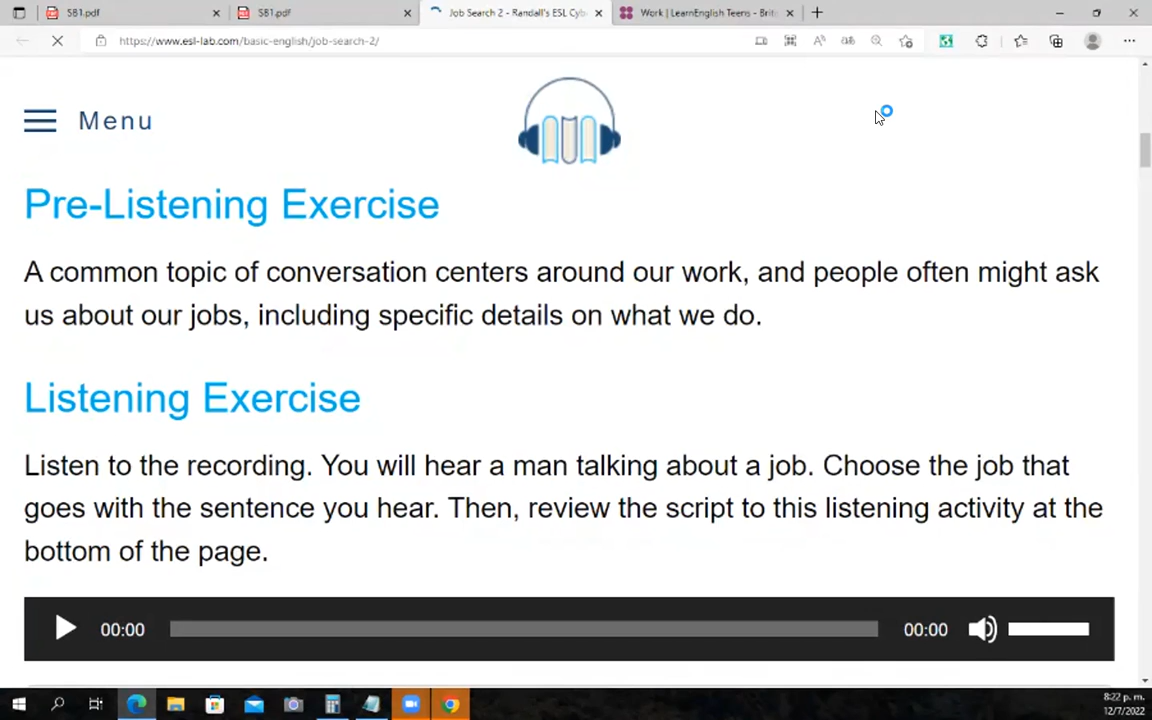 SB1.pdf
SB1.pdf
Job Search 2 - Randall's ESL Cyb
Work | LearnEnglish Teens - Brit
https://www.esl-lab.com/basic-english/job-search-2/
Menu
Pre-Listening Exercise
A common topic of conversation centers around our work, and people often might ask
us about our jobs, including specific details on what we do.
Listening Exercise
Listen to the recording. You will hear a man talking about a job. Choose the job that
goes with the sentence you hear. Then, review the script to this listening activity at the
bottom of the page.
00:00
00:00
8:22 p. m.
12/7/2022